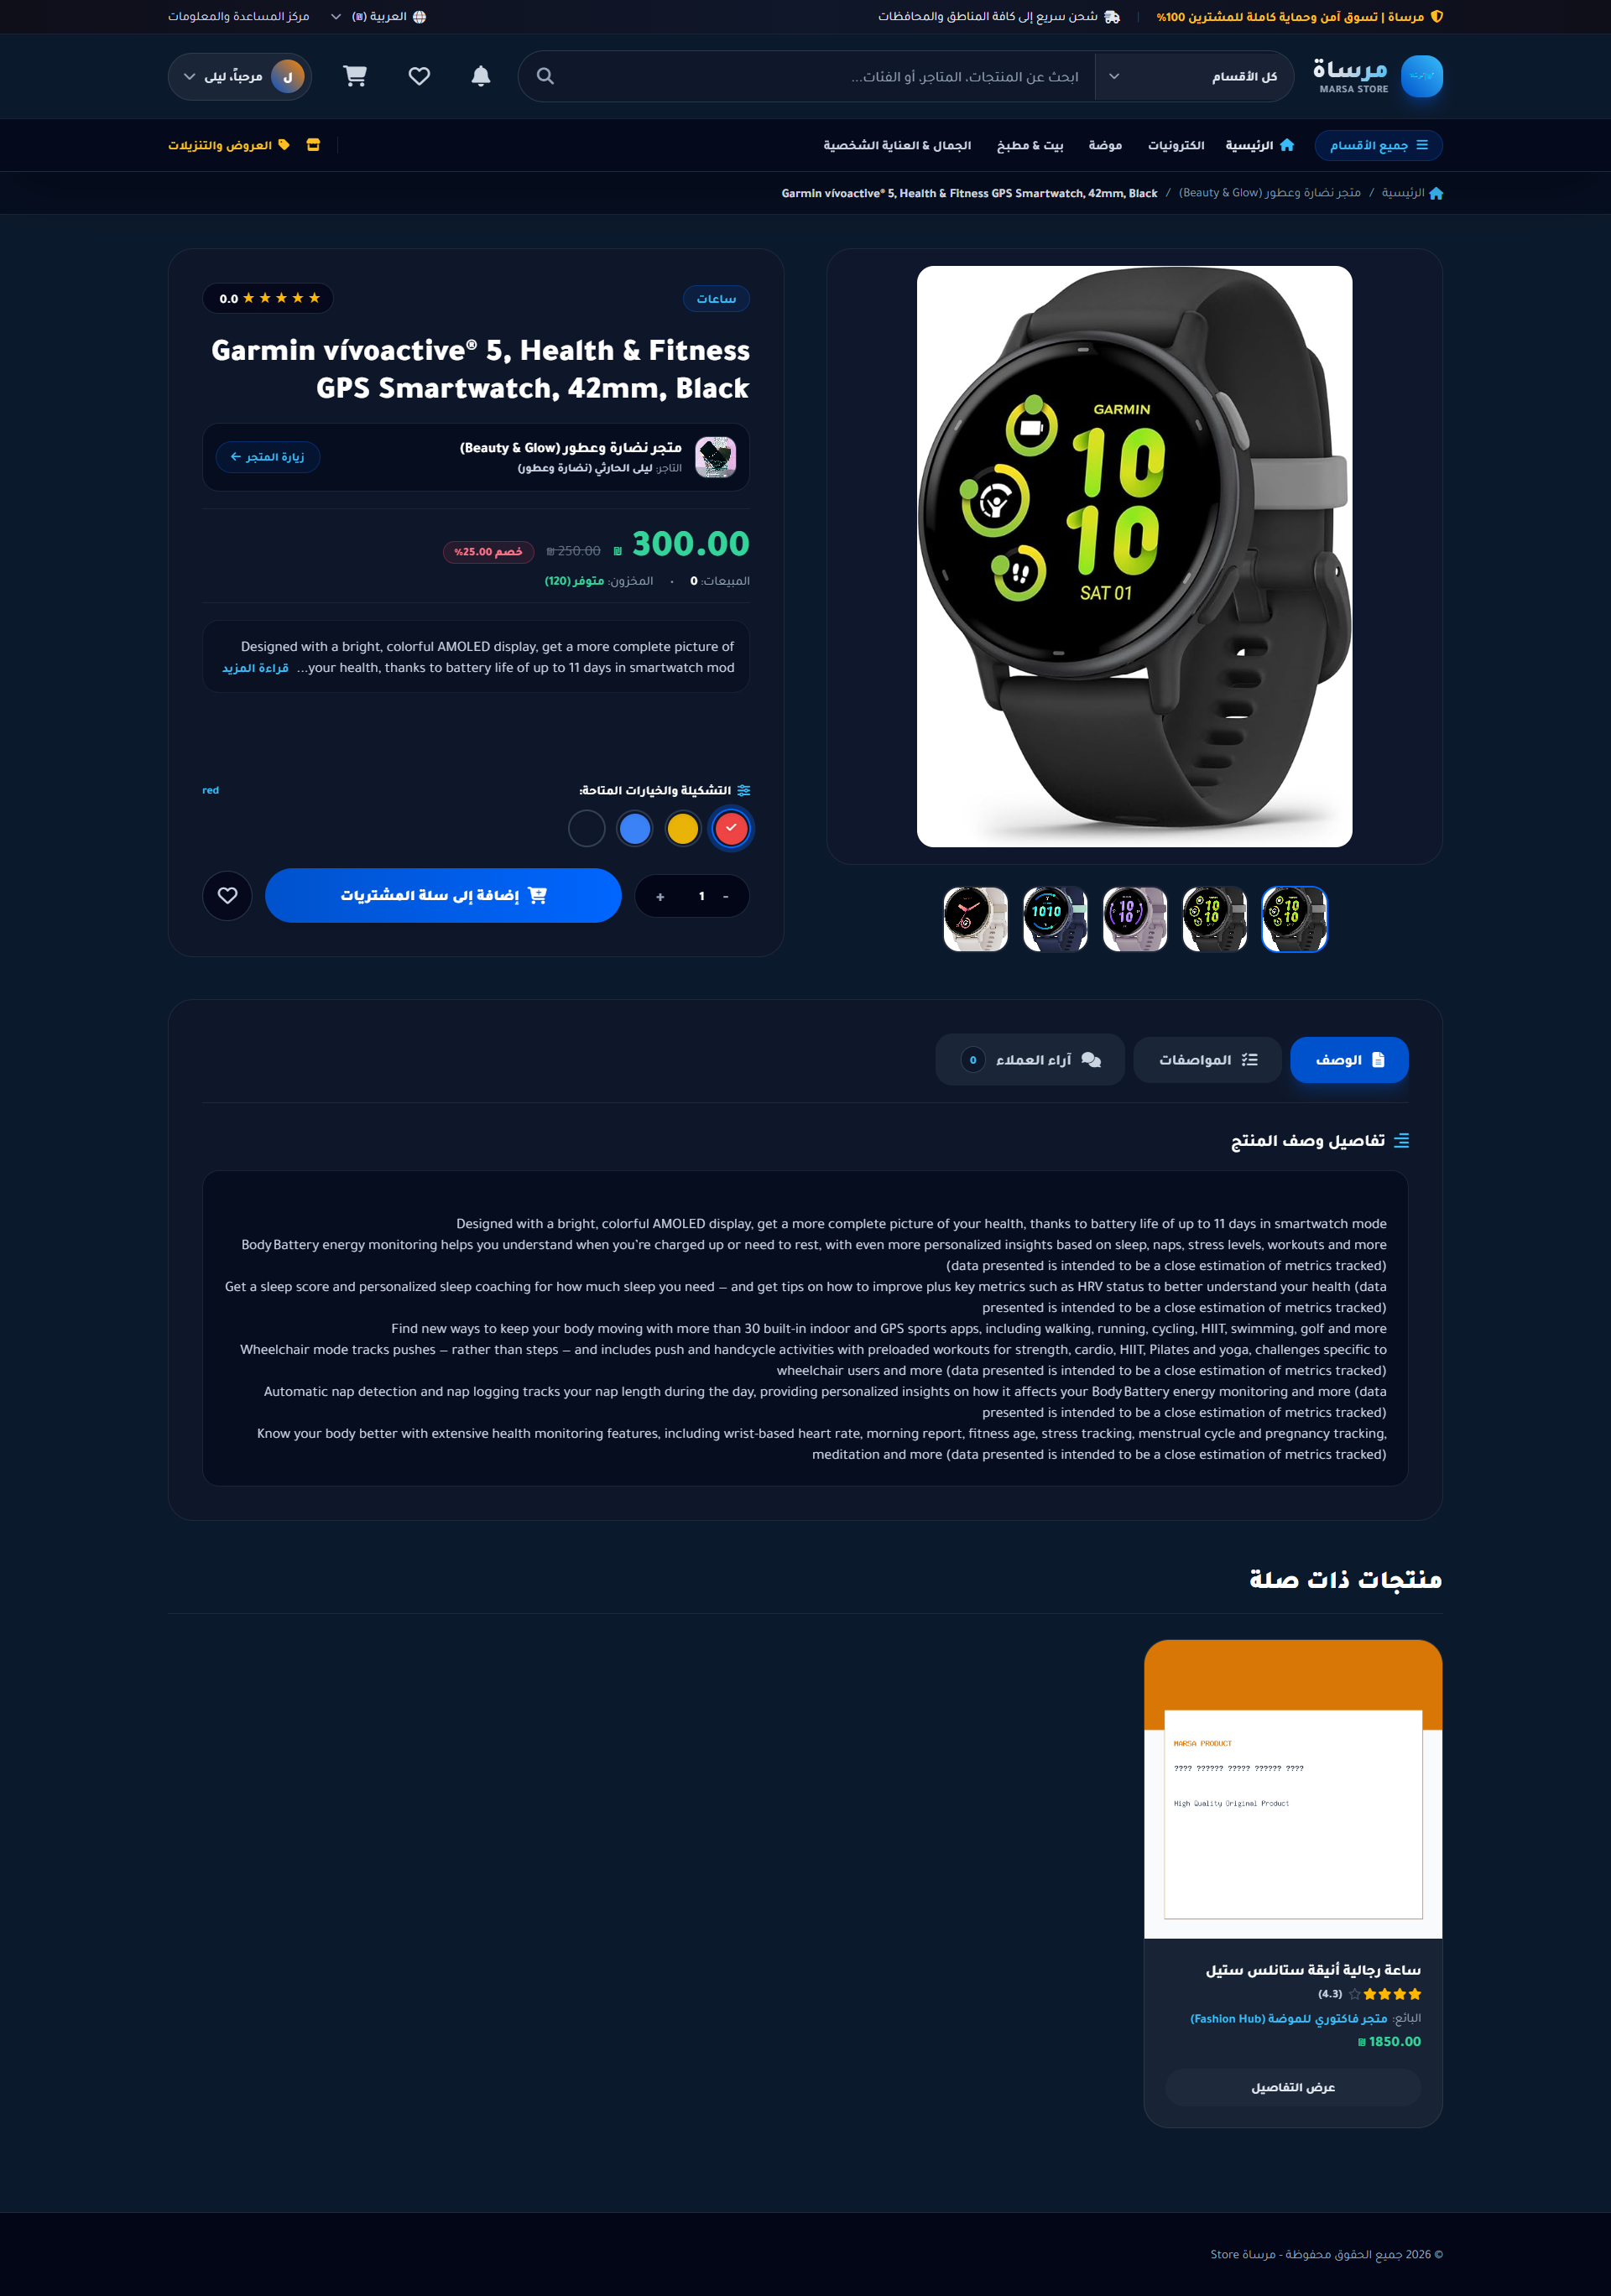 مرساة | تسوق آمن وحماية كاملة للمشترين 100%
شحن سريع إلى كافة المناطق والمحافظات
العربية (₪)
مركز المساعدة والمعلومات
مرساة
MARSA STORE
كل الأقسام
ابحث عن المنتجات، المتاجر، أو الفئات...
مرحباً، ليلى
ل
جميع الأقسام
الرئيسية
الكترونيات
موضة
بيت & مطبخ
الجمال & العناية الشخصية
العروض والتنزيلات
الرئيسية / متجر نضارة وعطور (Beauty & Glow) / Garmin vívoactive® 5, Health & Fitness GPS Smartwatch, 42mm, Black
GARMIN
10
10
SAT 01
ساعات
0.0
Garmin vívoactive® 5, Health & Fitness
GPS Smartwatch, 42mm, Black
متجر نضارة وعطور (Beauty & Glow)
التاجر: ليلى الحارثي (نضارة وعطور)
زيارة المتجر
300.00 ₪
250.00 ₪
خصم 25.00%
المبيعات: 0 • المخزون: متوفر (120)
Designed with a bright, colorful AMOLED display, get a more complete picture of
your health, thanks to battery life of up to 11 days in smartwatch mod... قراءة المزيد
التشكيلة والخيارات المتاحة:
red
- 1 +
إضافة إلى سلة المشتريات
الوصف
المواصفات
آراء العملاء 0
تفاصيل وصف المنتج
Designed with a bright, colorful AMOLED display, get a more complete picture of your health, thanks to battery life of up to 11 days in smartwatch mode
Body Battery energy monitoring helps you understand when you’re charged up or need to rest, with even more personalized insights based on sleep, naps, stress levels, workouts and more
(data presented is intended to be a close estimation of metrics tracked)
Get a sleep score and personalized sleep coaching for how much sleep you need – and get tips on how to improve plus key metrics such as HRV status to better understand your health (data
presented is intended to be a close estimation of metrics tracked)
Find new ways to keep your body moving with more than 30 built-in indoor and GPS sports apps, including walking, running, cycling, HIIT, swimming, golf and more
Wheelchair mode tracks pushes – rather than steps – and includes push and handcycle activities with preloaded workouts for strength, cardio, HIIT, Pilates and yoga, challenges specific to
wheelchair users and more (data presented is intended to be a close estimation of metrics tracked)
Automatic nap detection and nap logging tracks your nap length during the day, providing personalized insights on how it affects your Body Battery energy monitoring and more (data
presented is intended to be a close estimation of metrics tracked)
Know your body better with extensive health monitoring features, including wrist-based heart rate, morning report, fitness age, stress tracking, menstrual cycle and pregnancy tracking,
meditation and more (data presented is intended to be a close estimation of metrics tracked)
منتجات ذات صلة
MARSA PRODUCT
???? ?????? ????? ?????? ????
High Quality Original Product
ساعة رجالية أنيقة ستانلس ستيل
(4.3)
البائع: متجر فاكتوري للموضة (Fashion Hub)
1850.00 ₪
عرض التفاصيل
© 2026 جميع الحقوق محفوظة - مرساة Store